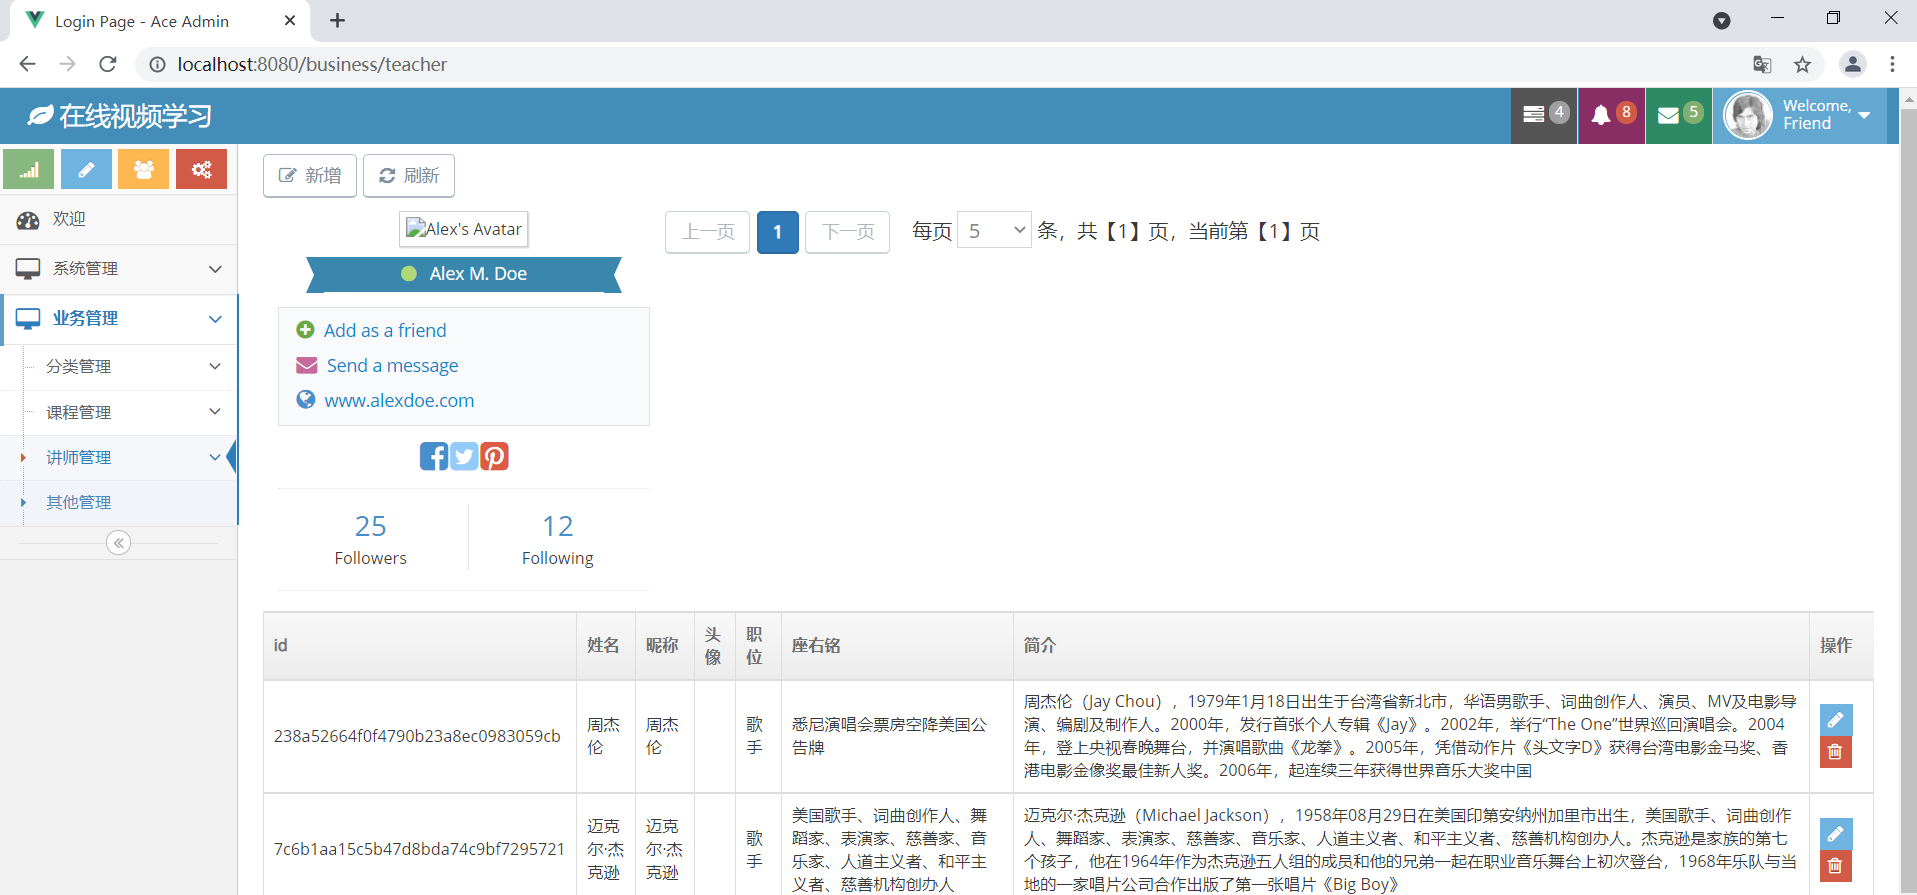 Login Page - Ace Admin
localhost:8080/business/teacher
在线视频学习
4
8
5
Welcome,
Friend
新增
刷新
欢迎
系统管理
业务管理
分类管理
课程管理
讲师管理
其他管理
Alex's Avatar
Alex M. Doe
Add as a friend
Send a message
www.alexdoe.com
25
Followers
12
Following
上一页 1 下一页 每页 5 条，共【1】页，当前第【1】页
id 姓名 昵称 头像 职位 座右铭 简介 操作
238a52664f0f4790b23a8ec0983059cb
周杰
伦
周杰
伦
歌
手
悉尼演唱会票房空降美国公
告牌
周杰伦（Jay Chou），1979年1月18日出生于台湾省新北市，华语男歌手、词曲创作人、演员、MV及电影导
演、编剧及制作人。2000年，发行首张个人专辑《Jay》。2002年，举行“The One”世界巡回演唱会。2004
年，登上央视春晚舞台，并演唱歌曲《龙拳》。2005年，凭借动作片《头文字D》获得台湾电影金马奖、香
港电影金像奖最佳新人奖。2006年，起连续三年获得世界音乐大奖中国
7c6b1aa15c5b47d8bda74c9bf7295721
迈克
尔·杰
克逊
迈克
尔·杰
克逊
歌
手
美国歌手、词曲创作人、舞
蹈家、表演家、慈善家、音
乐家、人道主义者、和平主
义者、慈善机构创办人
迈克尔·杰克逊（Michael Jackson），1958年08月29日在美国印第安纳州加里市出生，美国歌手、词曲创作
人、舞蹈家、表演家、慈善家、音乐家、人道主义者、和平主义者、慈善机构创办人。杰克逊是家族的第七
个孩子，他在1964年作为杰克逊五人组的成员和他的兄弟一起在职业音乐舞台上初次登台，1968年乐队与当
地的一家唱片公司合作出版了第一张唱片《Big Boy》